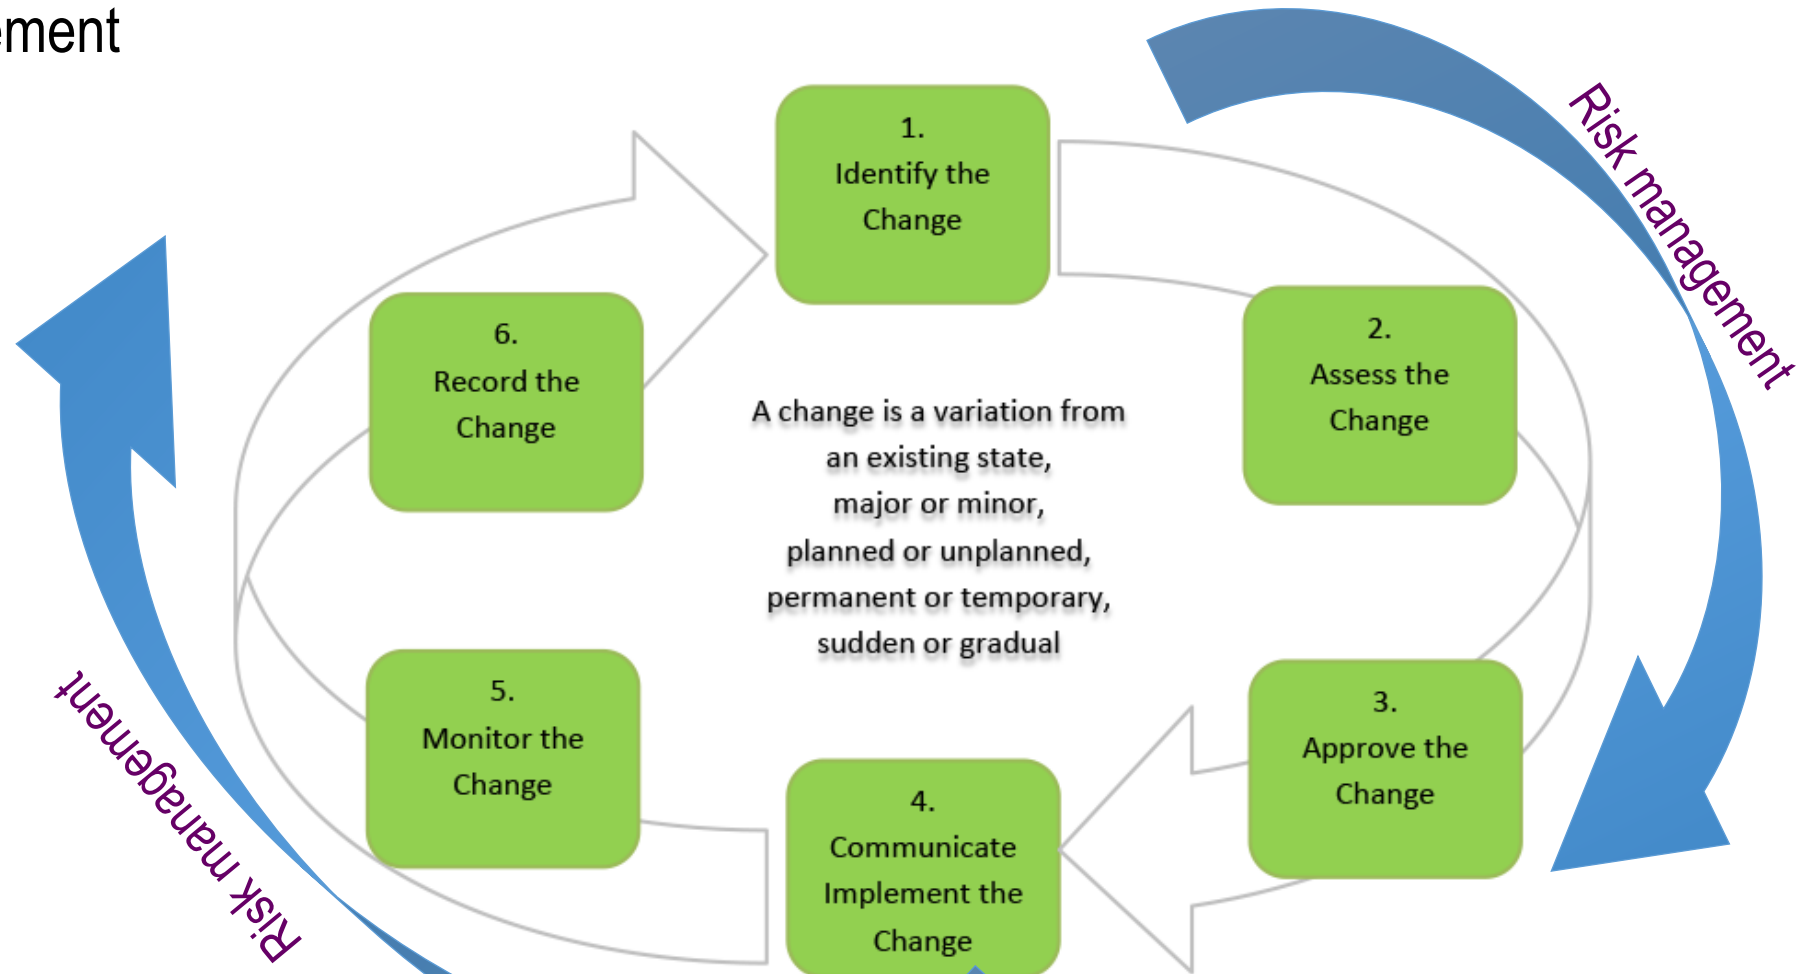 ement
1.
Identify the
Change
Risk management
2.
Assess the
Change
3.
Approve the
Change
4.
Communicate
Implement the
Change
5.
Monitor the
Change
6.
Record the
Change
Risk management
A change is a variation from
an existing state,
major or minor,
planned or unplanned,
permanent or temporary,
sudden or gradual